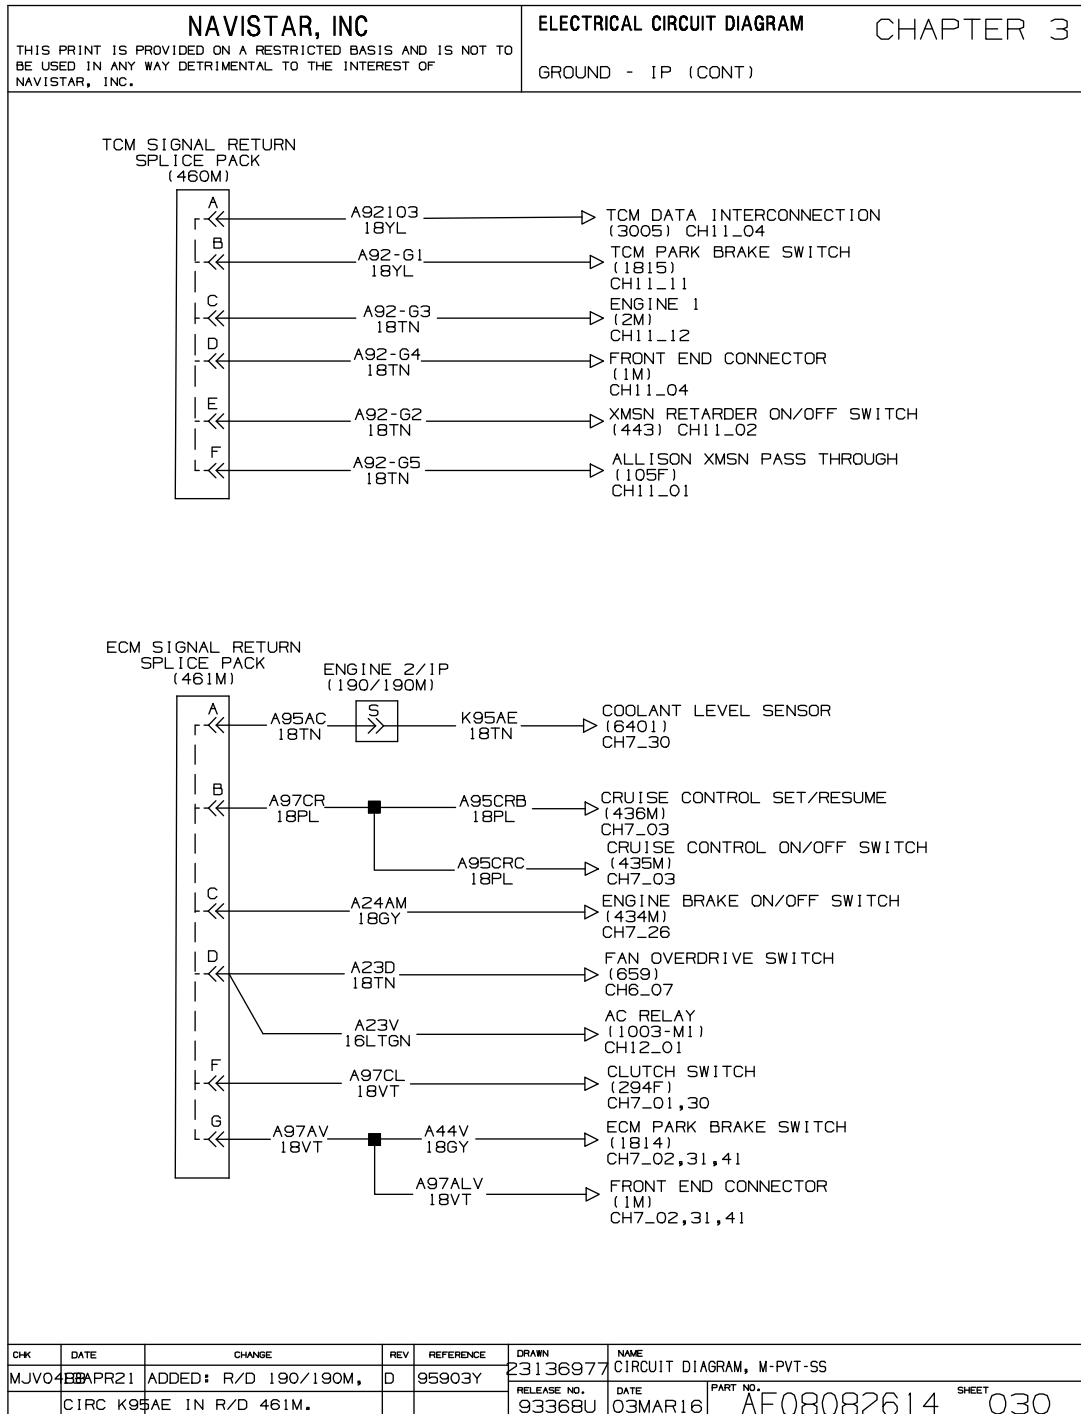 NAVISTAR, INC
THIS PRINT IS PROVIDED ON A RESTRICTED BASIS AND IS NOT TO
BE USED IN ANY WAY DETRIMENTAL TO THE INTEREST OF
NAVISTAR, INC.
ELECTRICAL CIRCUIT DIAGRAM
CHAPTER 3
GROUND - IP (CONT)
TCM SIGNAL RETURN
SPLICE PACK
(460M)
A
A92103
18YL
TCM DATA INTERCONNECTION
(3005) CH11_04
B
A92-G1
18YL
TCM PARK BRAKE SWITCH
(1815)
CH11_11
C
A92-G3
18TN
ENGINE 1
(2M)
CH11_12
D
A92-G4
18TN
FRONT END CONNECTOR
(1M)
CH11_04
E
A92-G2
18TN
XMSN RETARDER ON/OFF SWITCH
(443) CH11_02
F
A92-G5
18TN
ALLISON XMSN PASS THROUGH
(105F)
CH11_01
ECM SIGNAL RETURN
SPLICE PACK
(461M)
ENGINE 2/IP
(190/190M)
A
A95AC
18TN
S
K95AE
18TN
COOLANT LEVEL SENSOR
(6401)
CH7_30
B
A97CR
18PL
A95CRB
18PL
CRUISE CONTROL SET/RESUME
(436M)
CH7_03
A95CRC
18PL
CRUISE CONTROL ON/OFF SWITCH
(435M)
CH7_03
C
A24AM
18GY
ENGINE BRAKE ON/OFF SWITCH
(434M)
CH7_26
D
A23D
18TN
FAN OVERDRIVE SWITCH
(659)
CH6_07
A23V
16LTGN
AC RELAY
(1003-M1)
CH12_01
F
A97CL
18VT
CLUTCH SWITCH
(294F)
CH7_01,30
G
A97AV
18VT
A44V
18GY
ECM PARK BRAKE SWITCH
(1814)
CH7_02,31,41
A97ALV
18VT
FRONT END CONNECTOR
(1M)
CH7_02,31,41
CHK DATE CHANGE REV REFERENCE
APR21 ADDED: R/D 190/190M, D 95903Y
CIRC K95AE IN R/D 461M.
DRAWN
23136977
NAME
CIRCUIT DIAGRAM, M-PVT-SS
RELEASE NO.
93368U
DATE
03MAR16
PART NO.
AF08082614
SHEET
030